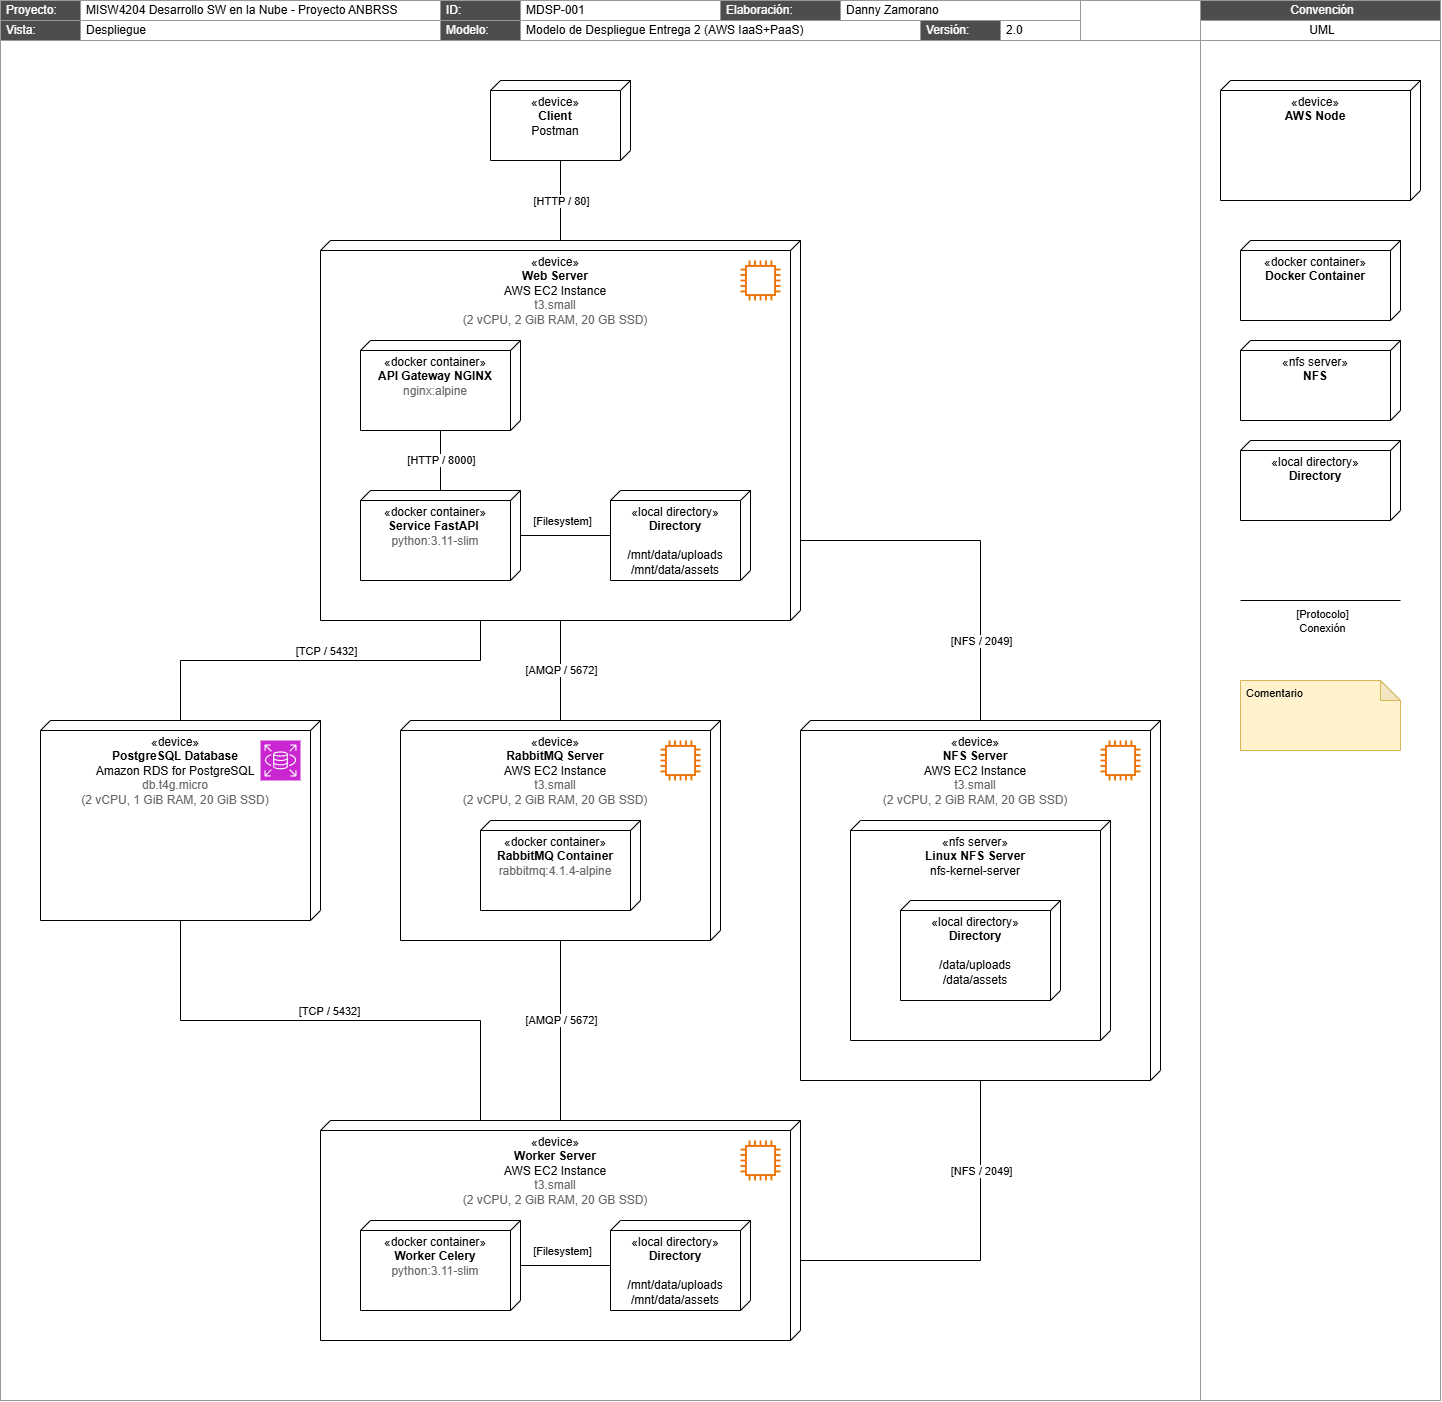 Proyecto: MISW4204 Desarrollo SW en la Nube - Proyecto ANBRSS ID: MDSP-001 Elaboración: Danny Zamorano Convención
Vista: Despliegue Modelo: Modelo de Despliegue Entrega 2 (AWS IaaS+PaaS) Versión: 2.0 UML
«device»
Client
Postman
[HTTP / 80]
«device»
Web Server
AWS EC2 Instance
t3.small
(2 vCPU, 2 GiB RAM, 20 GB SSD)
«docker container»
API Gateway NGINX
nginx:alpine
[HTTP / 8000]
«docker container»
Service FastAPI
python:3.11-slim
[Filesystem]
«local directory»
Directory
/mnt/data/uploads
/mnt/data/assets
[TCP / 5432]
[AMQP / 5672]
[NFS / 2049]
«device»
PostgreSQL Database
Amazon RDS for PostgreSQL
db.t4g.micro
(2 vCPU, 1 GiB RAM, 20 GiB SSD)
«device»
RabbitMQ Server
AWS EC2 Instance
t3.small
(2 vCPU, 2 GiB RAM, 20 GB SSD)
«docker container»
RabbitMQ Container
rabbitmq:4.1.4-alpine
«device»
NFS Server
AWS EC2 Instance
t3.small
(2 vCPU, 2 GiB RAM, 20 GB SSD)
«nfs server»
Linux NFS Server
nfs-kernel-server
«local directory»
Directory
/data/uploads
/data/assets
[TCP / 5432]
[AMQP / 5672]
[NFS / 2049]
«device»
Worker Server
AWS EC2 Instance
t3.small
(2 vCPU, 2 GiB RAM, 20 GB SSD)
«docker container»
Worker Celery
python:3.11-slim
[Filesystem]
«local directory»
Directory
/mnt/data/uploads
/mnt/data/assets
«device»
AWS Node
«docker container»
Docker Container
«nfs server»
NFS
«local directory»
Directory
[Protocolo]
Conexión
Comentario